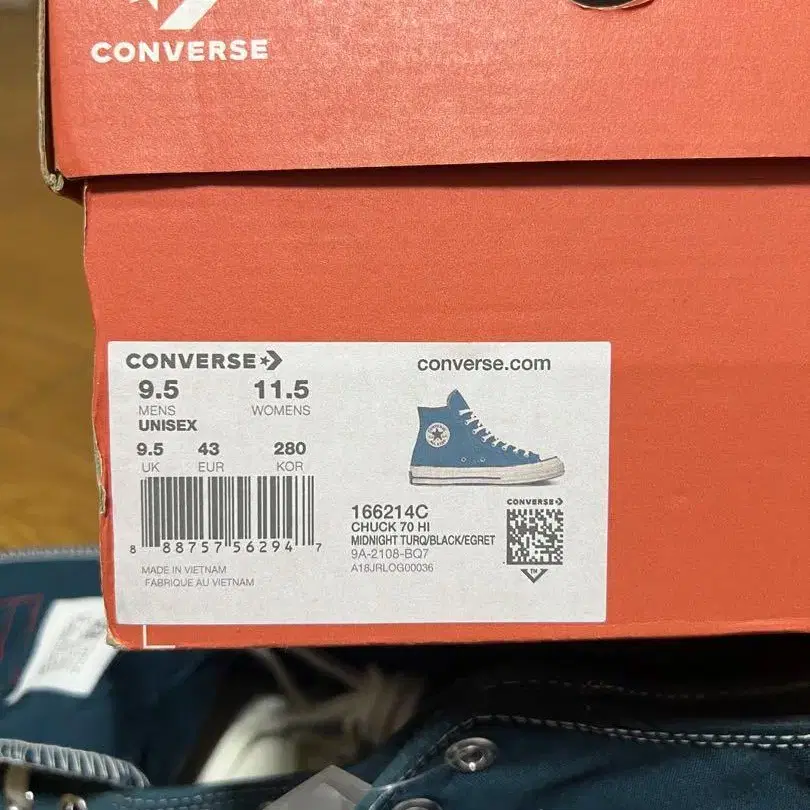 CONVERSE
CONVERSE
converse.com
9.5 11.5
MENS WOMENS
UNISEX
9.5 43 280
UK EUR KOR
8 88757 56294 7
MADE IN VIETNAM
FABRIQUE AU VIETNAM
166214C
CHUCK 70 HI
MIDNIGHT TURQ/BLACK/EGRET
9A-2108-BQ7
A18JRLOG00036
CONVERSE
TM